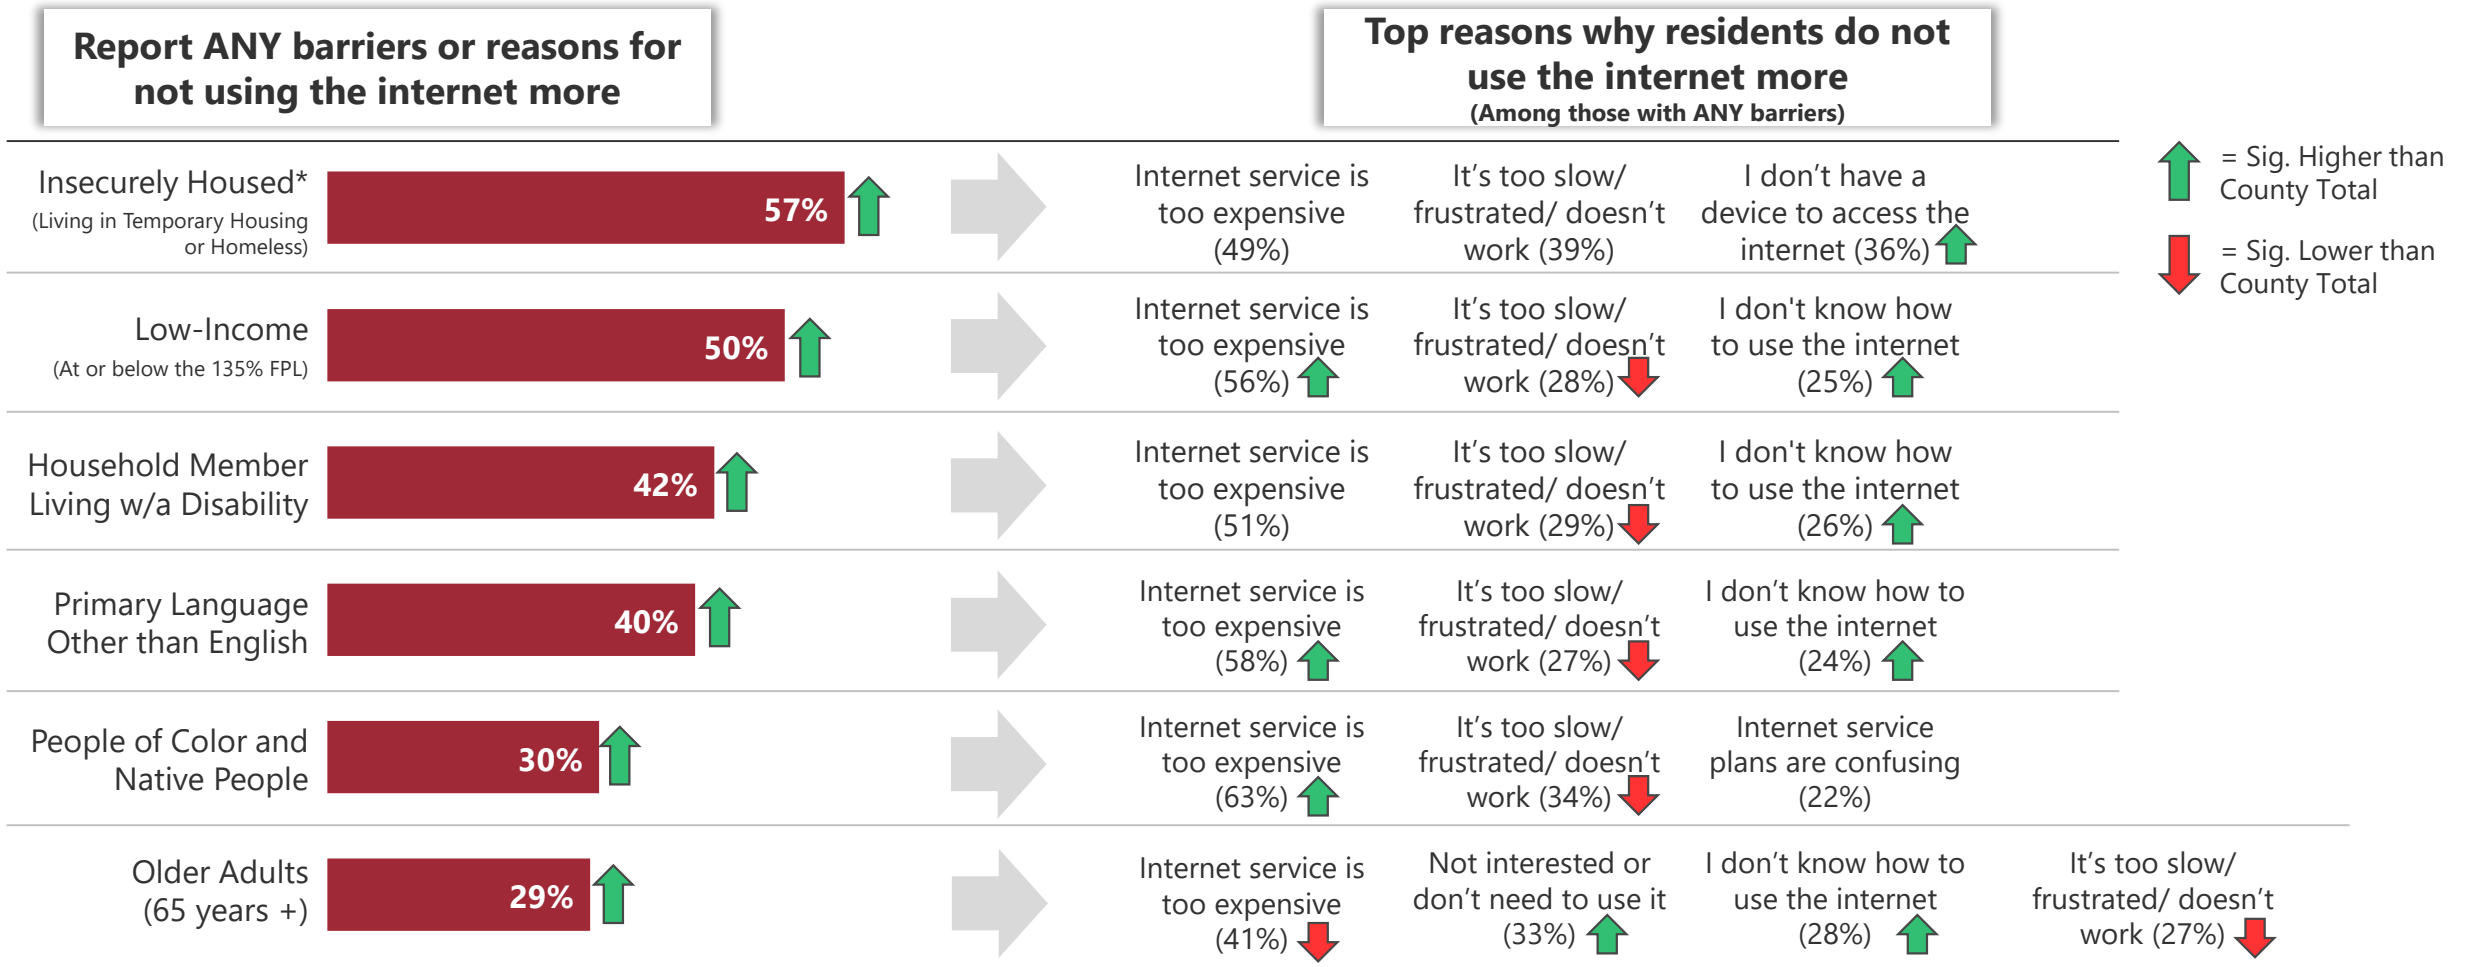 Report ANY barriers or reasons for
not using the internet more
Top reasons why residents do not
use the internet more
(Among those with ANY barriers)
= Sig. Higher than
County Total
= Sig. Lower than
County Total
Insecurely Housed*
(Living in Temporary Housing
or Homeless)
57%
Internet service is
too expensive
(49%)
It’s too slow/
frustrated/ doesn’t
work (39%)
I don’t have a
device to access the
internet (36%)
Low-Income
(At or below the 135% FPL)
50%
Internet service is
too expensive
(56%)
It’s too slow/
frustrated/ doesn’t
work (28%)
I don't know how
to use the internet
(25%)
Household Member
Living w/a Disability
42%
Internet service is
too expensive
(51%)
It’s too slow/
frustrated/ doesn’t
work (29%)
I don't know how
to use the internet
(26%)
Primary Language
Other than English
40%
Internet service is
too expensive
(58%)
It’s too slow/
frustrated/ doesn’t
work (27%)
I don’t know how to
use the internet
(24%)
People of Color and
Native People
30%
Internet service is
too expensive
(63%)
It’s too slow/
frustrated/ doesn’t
work (34%)
Internet service
plans are confusing
(22%)
Older Adults
(65 years +)
29%
Internet service is
too expensive
(41%)
Not interested or
don’t need to use it
(33%)
I don’t know how to
use the internet
(28%)
It’s too slow/
frustrated/ doesn’t
work (27%)